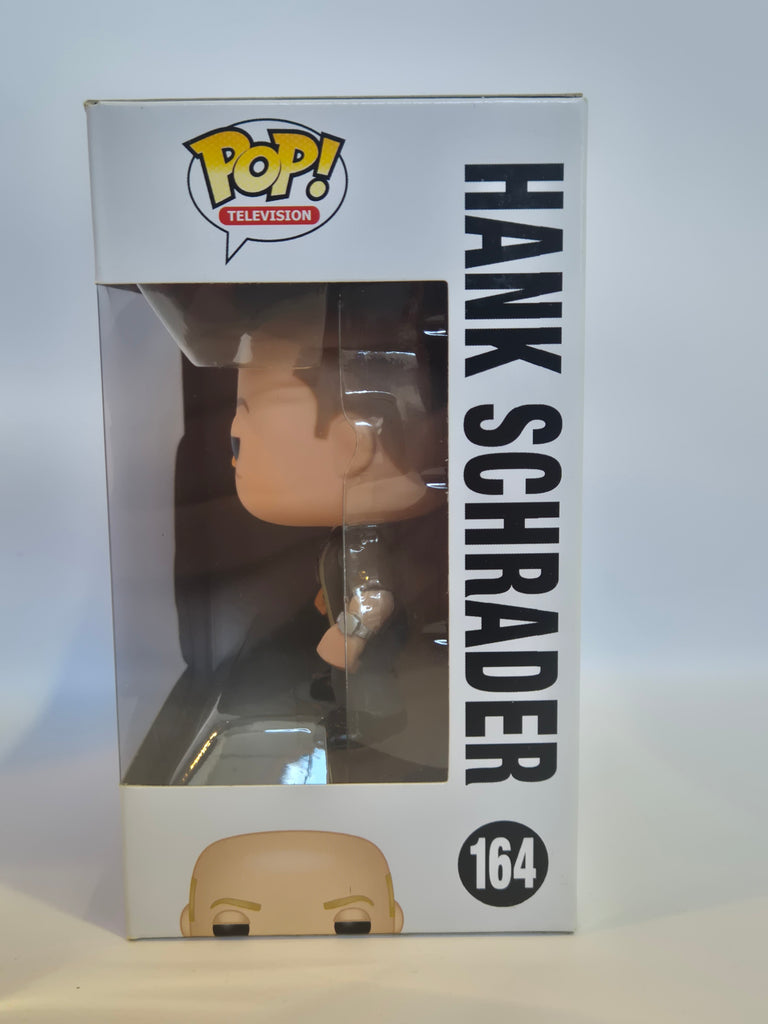 POP!
TELEVISION
HANK SCHRADER
164